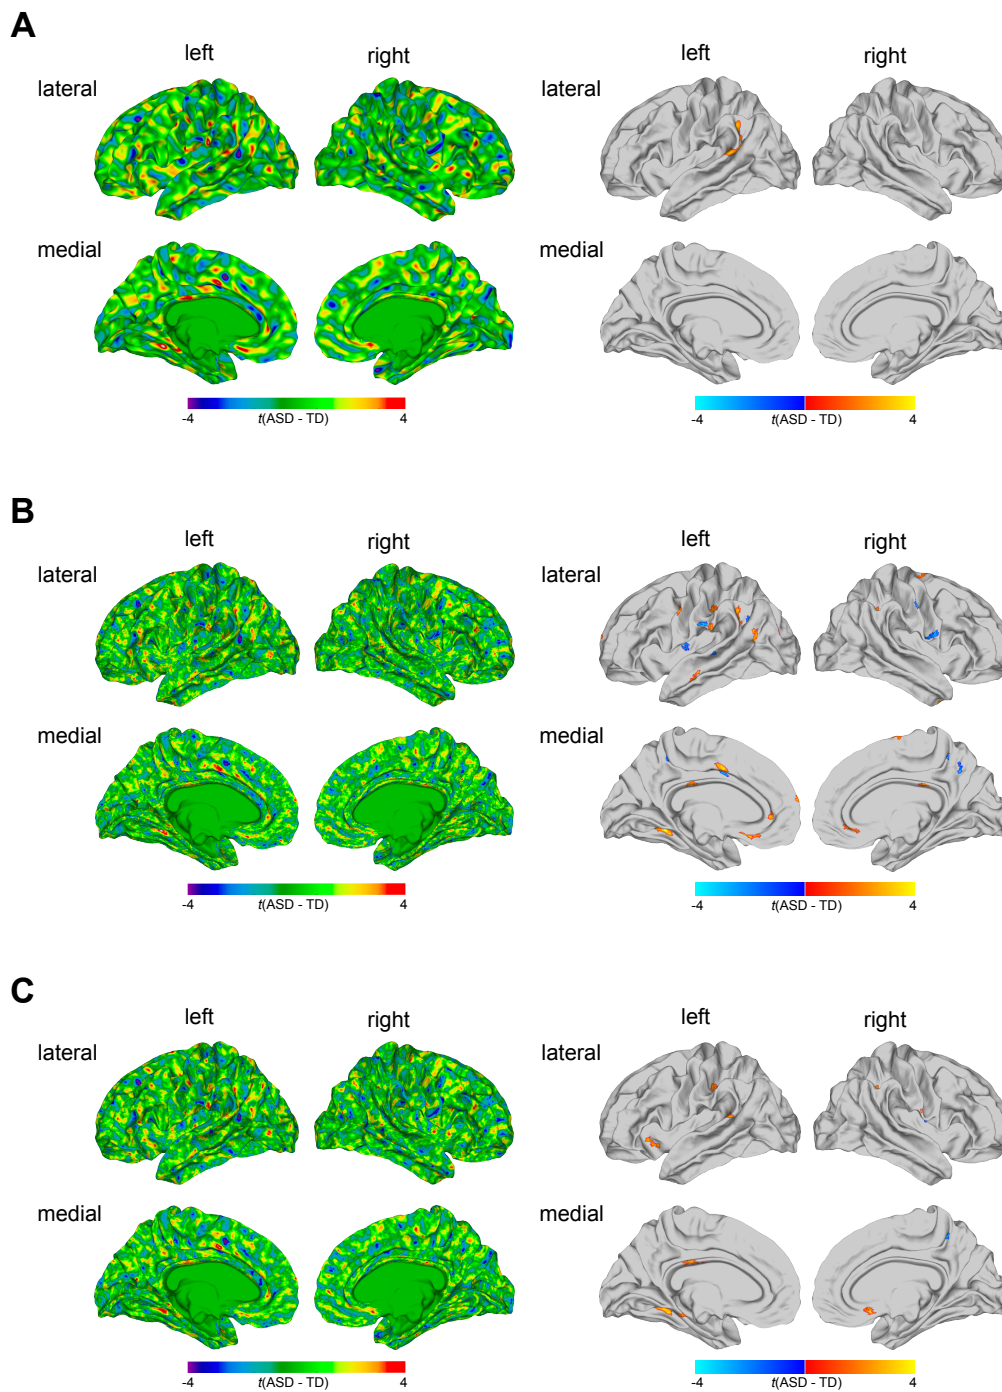 A
left right left right
lateral lateral
medial medial
-4 t(ASD - TD) 4 -4 t(ASD - TD) 4
B
left right left right
lateral lateral
medial medial
-4 t(ASD - TD) 4 -4 t(ASD - TD) 4
C
left right left right
lateral lateral
medial medial
-4 t(ASD - TD) 4 -4 t(ASD - TD) 4